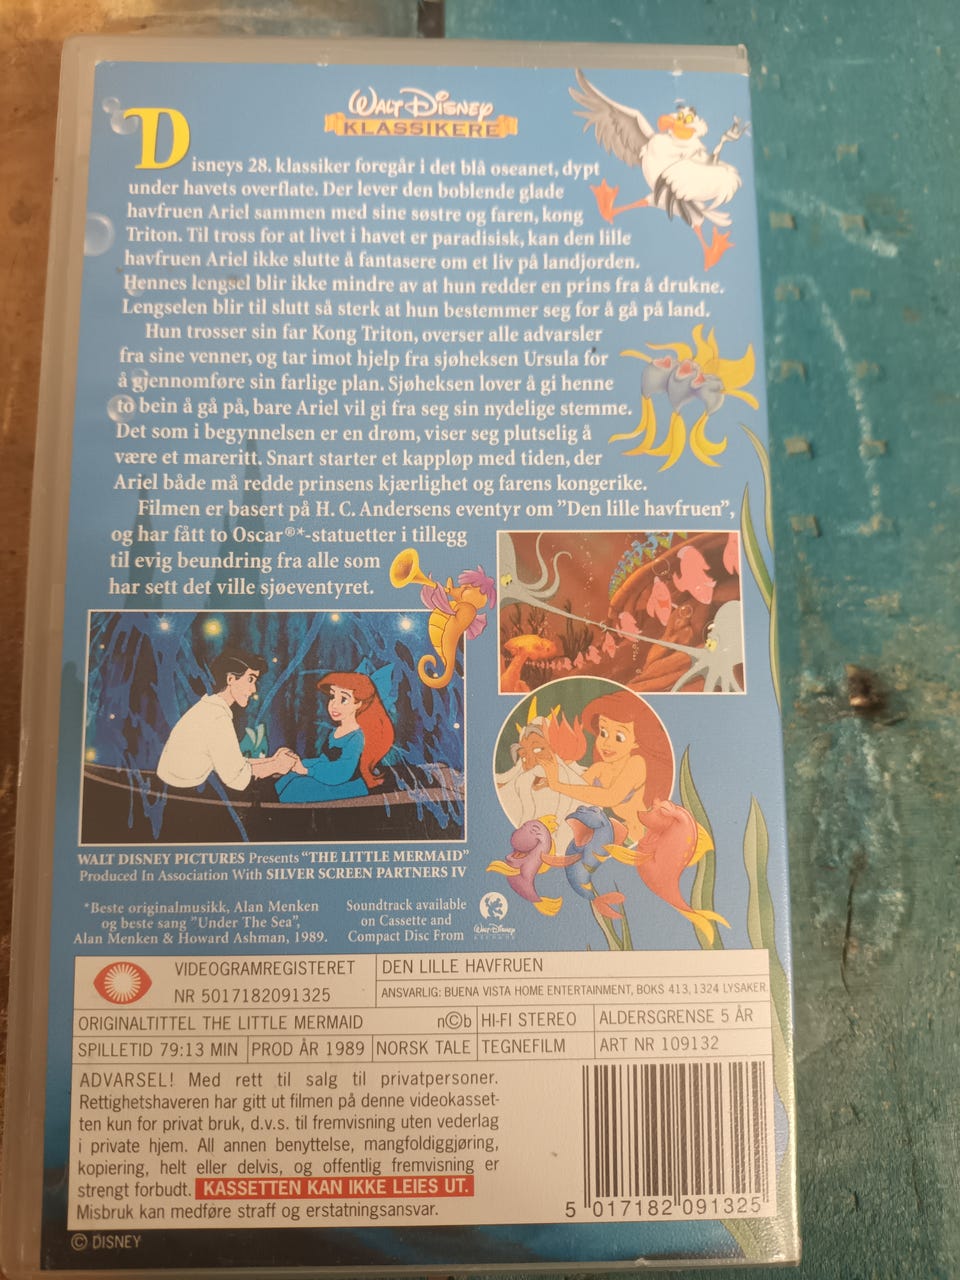 WALT DISNEY
KLASSIKERE
Disneys 28. klassiker foregår i det blå oseanet, dypt
under havets overflate. Der lever den boblende glade
havfruen Ariel sammen med sine søstre og faren, kong
Triton. Til tross for at livet i havet er paradisisk, kan den lille
havfruen Ariel ikke slutte å fantasere om et liv på landjorden.
Hennes lengsel blir ikke mindre av at hun redder en prins fra å drukne.
Lengselen blir til slutt så sterk at hun bestemmer seg for å gå på land.
Hun trosser sin far Kong Triton, overser alle advarsler
fra sine venner, og tar imot hjelp fra sjøheksen Ursula for
å gjennomføre sin farlige plan. Sjøheksen lover å gi henne
to bein å gå på, bare Ariel vil gi fra seg sin nydelige stemme.
Det som i begynnelsen er en drøm, viser seg plutselig å
være et mareritt. Snart starter et kappløp med tiden, der
Ariel både må redde prinsens kjærlighet og farens kongerike.
Filmen er basert på H. C. Andersens eventyr om ”Den lille havfruen”,
og har fått to Oscar®*-statuetter i tillegg
til evig beundring fra alle som
har sett det ville sjøeventyret.
WALT DISNEY PICTURES Presents “THE LITTLE MERMAID”
Produced In Association With SILVER SCREEN PARTNERS IV
*Beste originalmusikk, Alan Menken
og beste sang ”Under The Sea”,
Alan Menken & Howard Ashman, 1989.
Soundtrack available
on Cassette and
Compact Disc From
Walt Disney
RECORDS
VIDEOGRAMREGISTERET
NR 5017182091325
DEN LILLE HAVFRUEN
ANSVARLIG: BUENA VISTA HOME ENTERTAINMENT, BOKS 413, 1324 LYSAKER.
ORIGINALTITTEL THE LITTLE MERMAID n©b HI-FI STEREO ALDERSGRENSE 5 ÅR
SPILLETID 79:13 MIN PROD ÅR 1989 NORSK TALE TEGNEFILM ART NR 109132
ADVARSEL! Med rett til salg til privatpersoner.
Rettighetshaveren har gitt ut filmen på denne videokasset-
ten kun for privat bruk, d.v.s. til fremvisning uten vederlag
i private hjem. All annen benyttelse, mangfoldiggjøring,
kopiering, helt eller delvis, og offentlig fremvisning er
strengt forbudt. KASSETTEN KAN IKKE LEIES UT.
Misbruk kan medføre straff og erstatningsansvar.
5 017182 091325
© DISNEY